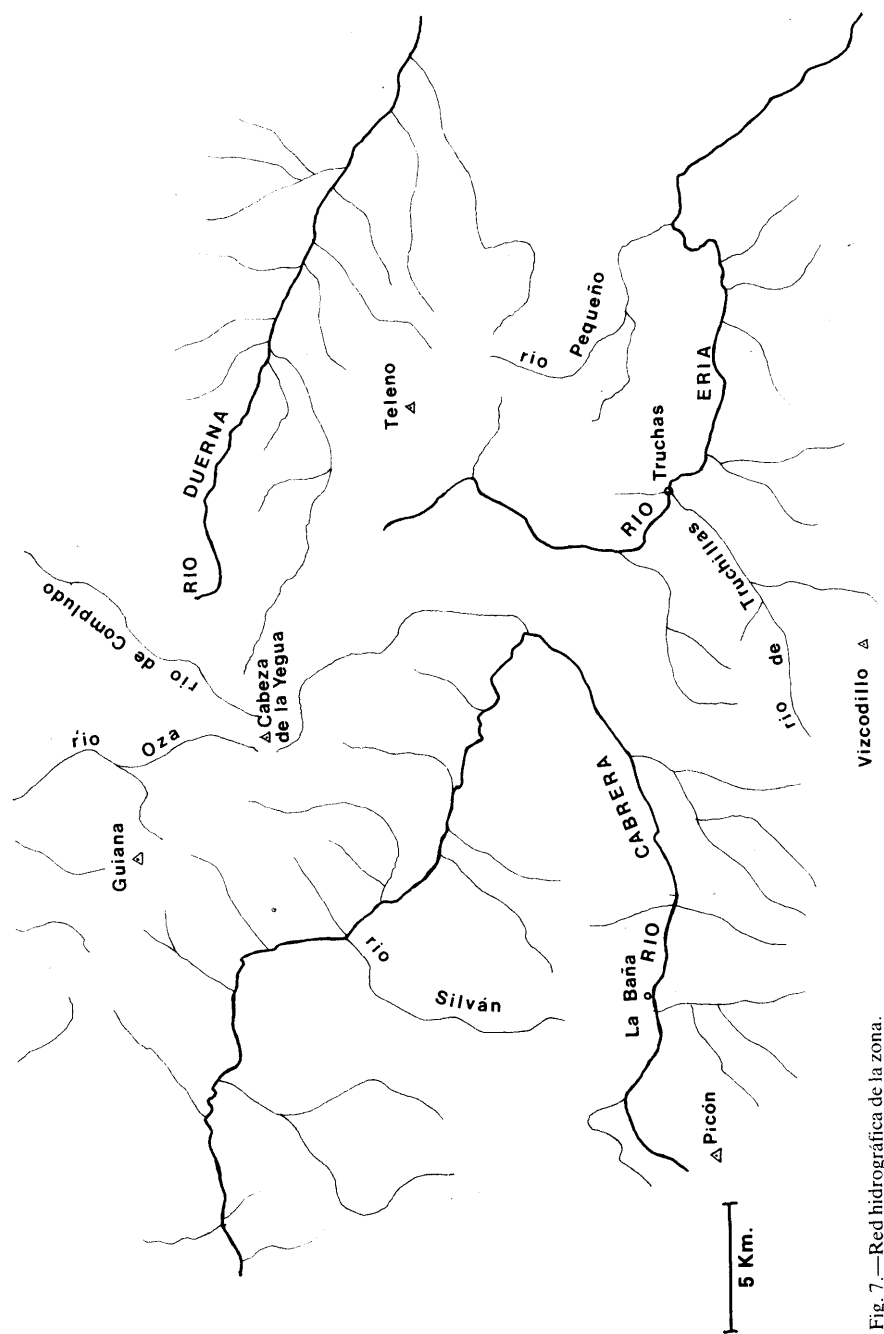 río Oza
río de Compludo
Guiana
Cabeza
de la Yegua
RIO DUERNA
Teleno
río Silván
río Pequeño
RIO CABRERA
La Baña
RIO ERIA
Truchas
río de Truchillas
Picón
Vizcodillo
5 Km.
Fig. 7.—Red hidrográfica de la zona.